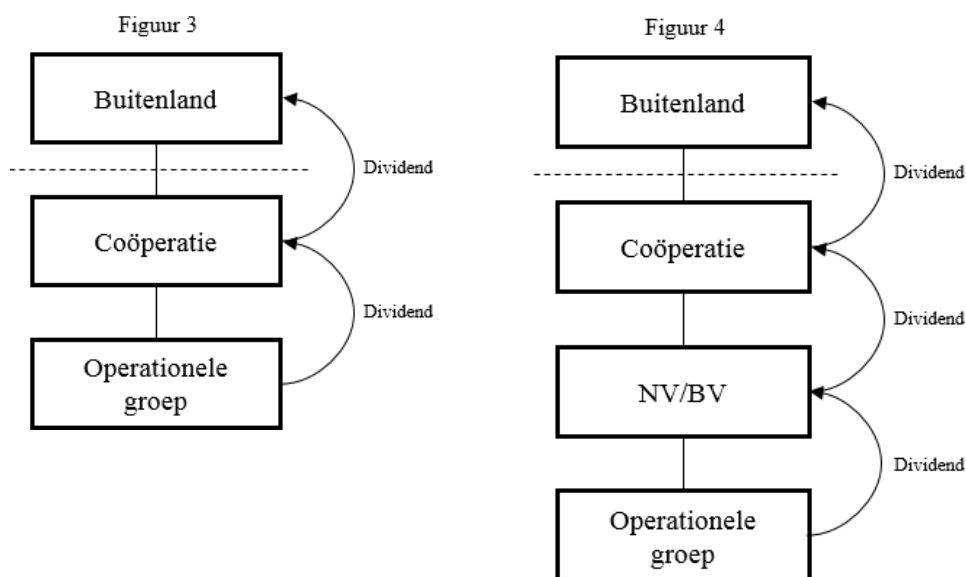 Figuur 3
Buitenland
Dividend
Coöperatie
Dividend
Operationele
groep
Figuur 4
Buitenland
Dividend
Coöperatie
Dividend
NV/BV
Dividend
Operationele
groep